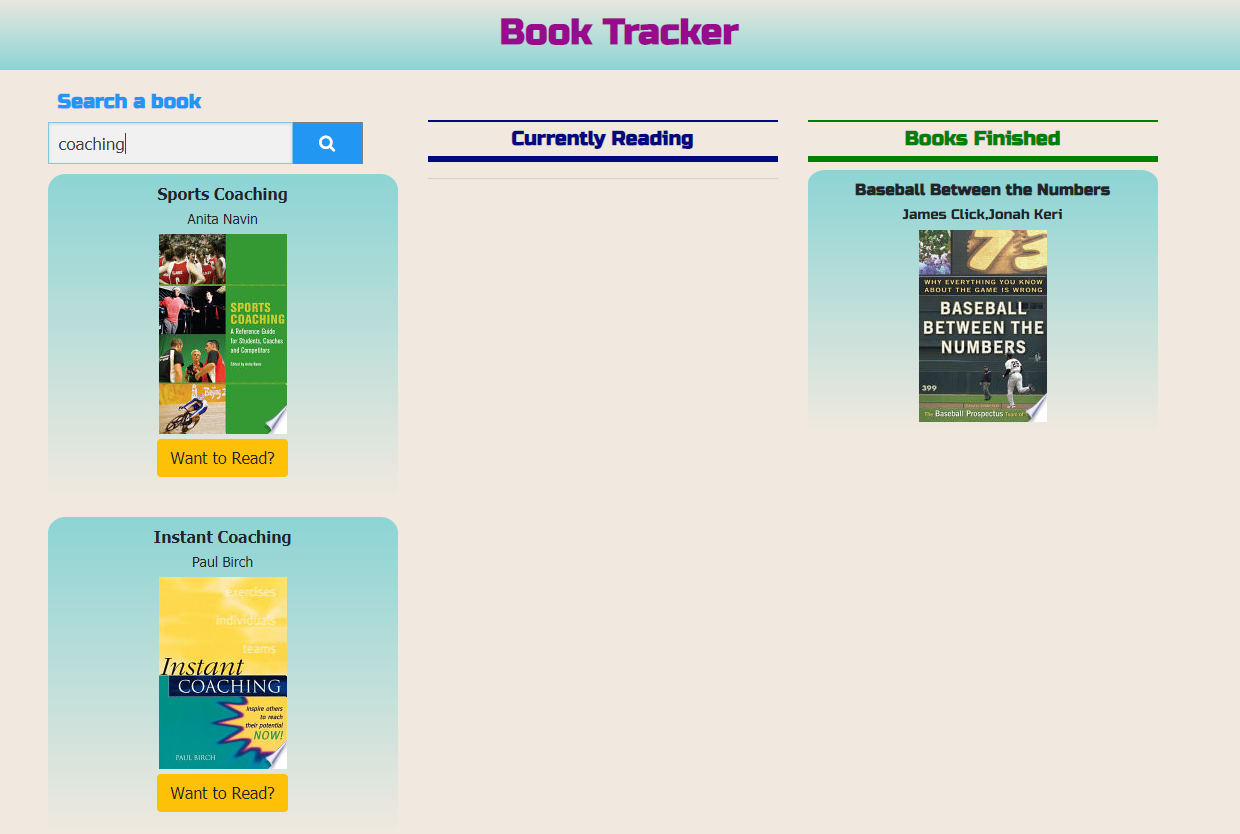 Book Tracker
Search a book
coaching
Sports Coaching
Anita Navin
SPORTS
COACHING
A Reference Guide
for Students, Coaches
and Competitors
Edited by Anita Navin
Want to Read?
Instant Coaching
Paul Birch
exercises
individuals
teams
Instant
COACHING
Inspire others
to reach
their potential
NOW!
PAUL BIRCH
Want to Read?
Currently Reading
Books Finished
Baseball Between the Numbers
James Click,Jonah Keri
WHY EVERYTHING YOU KNOW
ABOUT THE GAME IS WRONG
BASEBALL
BETWEEN THE
NUMBERS
25
399
The Baseball Prospectus Team of